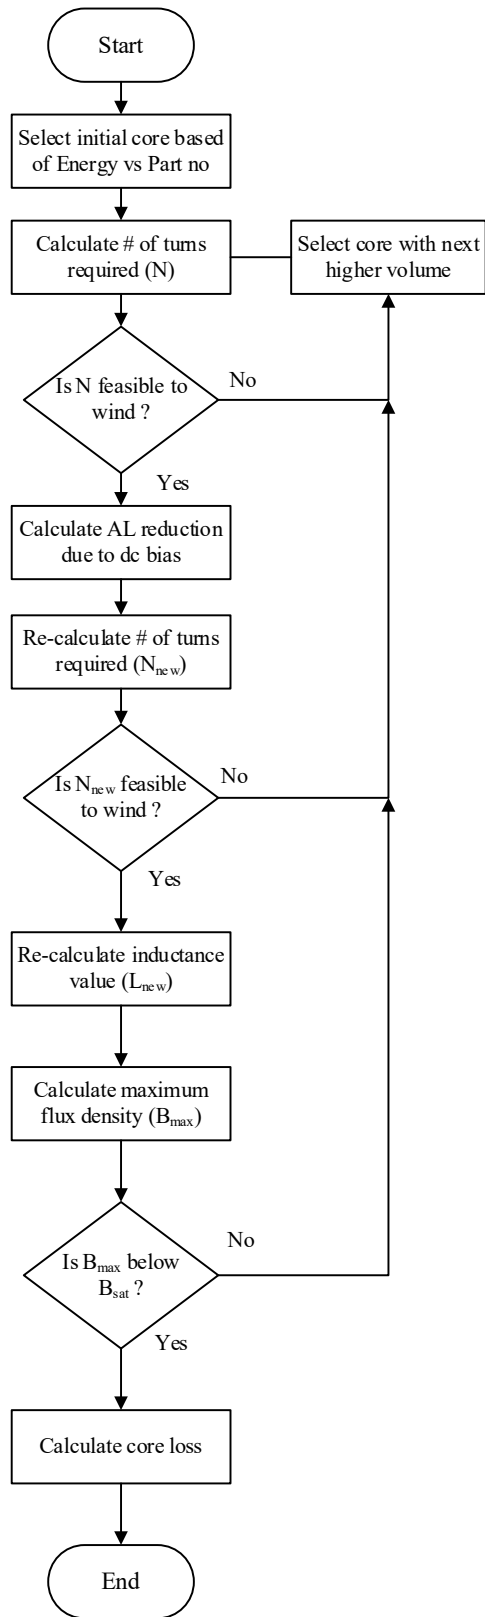 Start
Select initial core based
of Energy vs Part no
Calculate # of turns
required (N)
Select core with next
higher volume
Is N feasible to
wind ?
No
Yes
Calculate AL reduction
due to dc bias
Re-calculate # of turns
required (Nnew)
Is Nnew feasible
to wind ?
No
Yes
Re-calculate inductance
value (Lnew)
Calculate maximum
flux density (Bmax)
Is Bmax below
Bsat ?
No
Yes
Calculate core loss
End